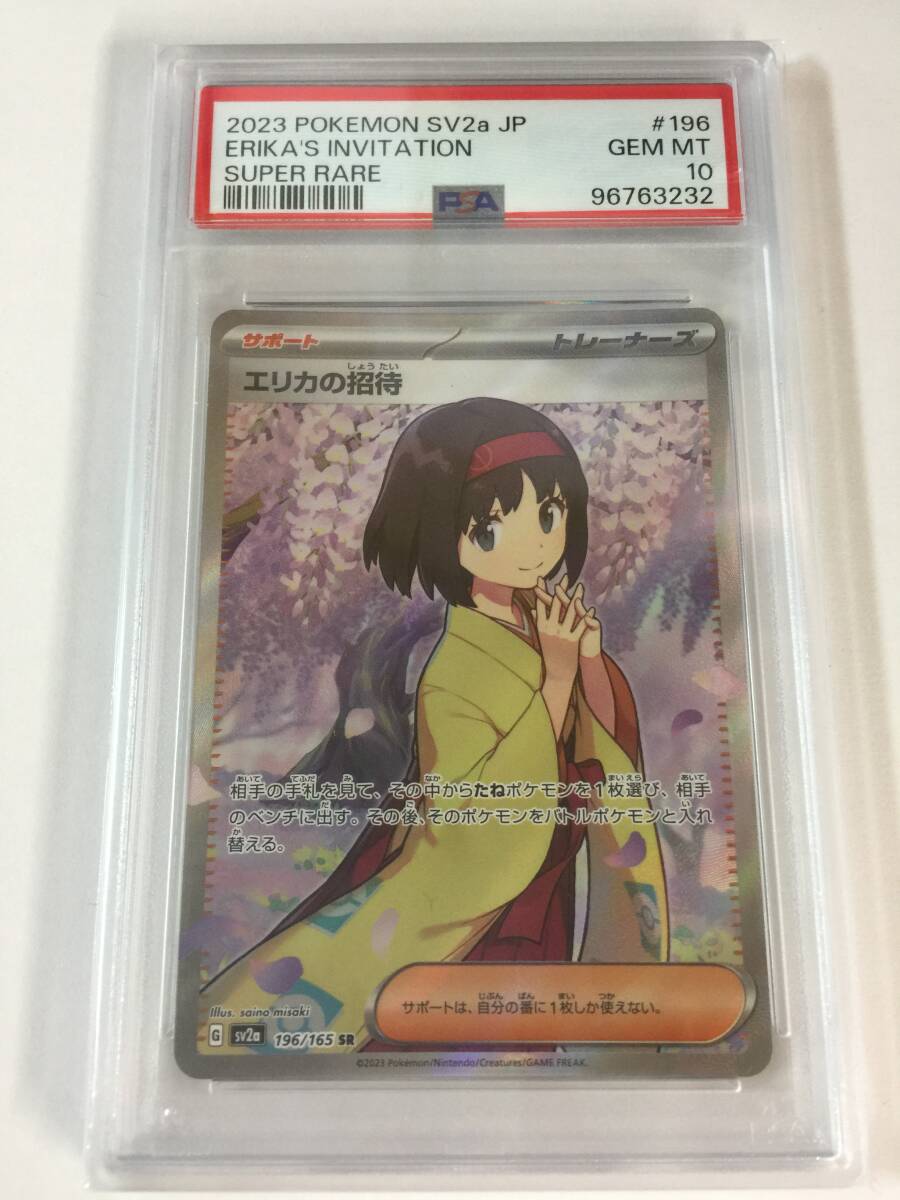 2023 POKEMON SV2a JP #196
ERIKA'S INVITATION GEM MT
SUPER RARE 10
PSA 96763232
サポート トレーナーズ
しょうたい
エリカの招待
あいて てふだ み なか まいえら あいて
相手の手札を見て、その中からたねポケモンを1枚選び、相手
だ ご い
のベンチに出す。その後、そのポケモンをバトルポケモンと入れ
か
替える。
じぶん ばん まい つか
サポートは、自分の番に1枚しか使えない。
Illus. saino misaki
G sv2a 196/165 SR
©2023 Pokémon/Nintendo/Creatures/GAME FREAK.